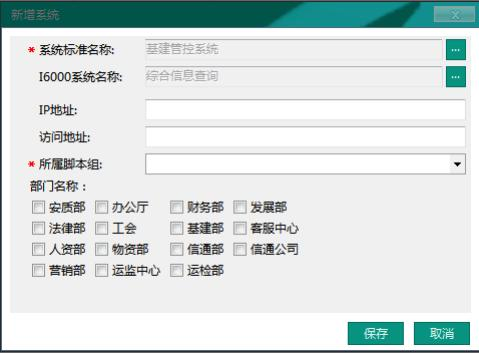 新增系统 x
* 系统标准名称: 基建管控系统 ...
I6000系统名称: 综合信息查询 ...
IP地址:
访问地址:
* 所属脚本组:
部门名称：
安质部 办公厅 财务部 发展部
法律部 工会 基建部 客服中心
人资部 物资部 信通部 信通公司
营销部 运监中心 运检部
保存 取消